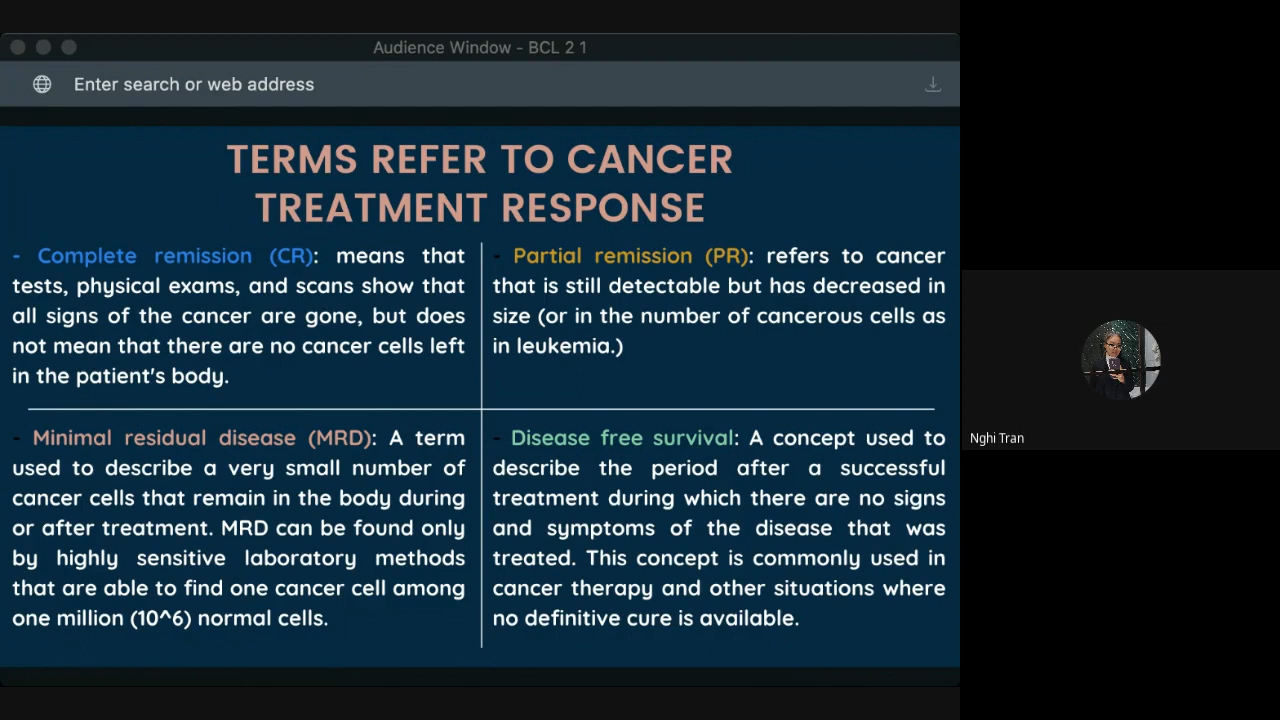 Audience Window - BCL 2 1
Enter search or web address
TERMS REFER TO CANCER
TREATMENT RESPONSE
- Complete remission (CR): means that
tests, physical exams, and scans show that
all signs of the cancer are gone, but does
not mean that there are no cancer cells left
in the patient's body.
- Partial remission (PR): refers to cancer
that is still detectable but has decreased in
size (or in the number of cancerous cells as
in leukemia.)
- Minimal residual disease (MRD): A term
used to describe a very small number of
cancer cells that remain in the body during
or after treatment. MRD can be found only
by highly sensitive laboratory methods
that are able to find one cancer cell among
one million (10^6) normal cells.
- Disease free survival: A concept used to
describe the period after a successful
treatment during which there are no signs
and symptoms of the disease that was
treated. This concept is commonly used in
cancer therapy and other situations where
no definitive cure is available.
Nghi Tran